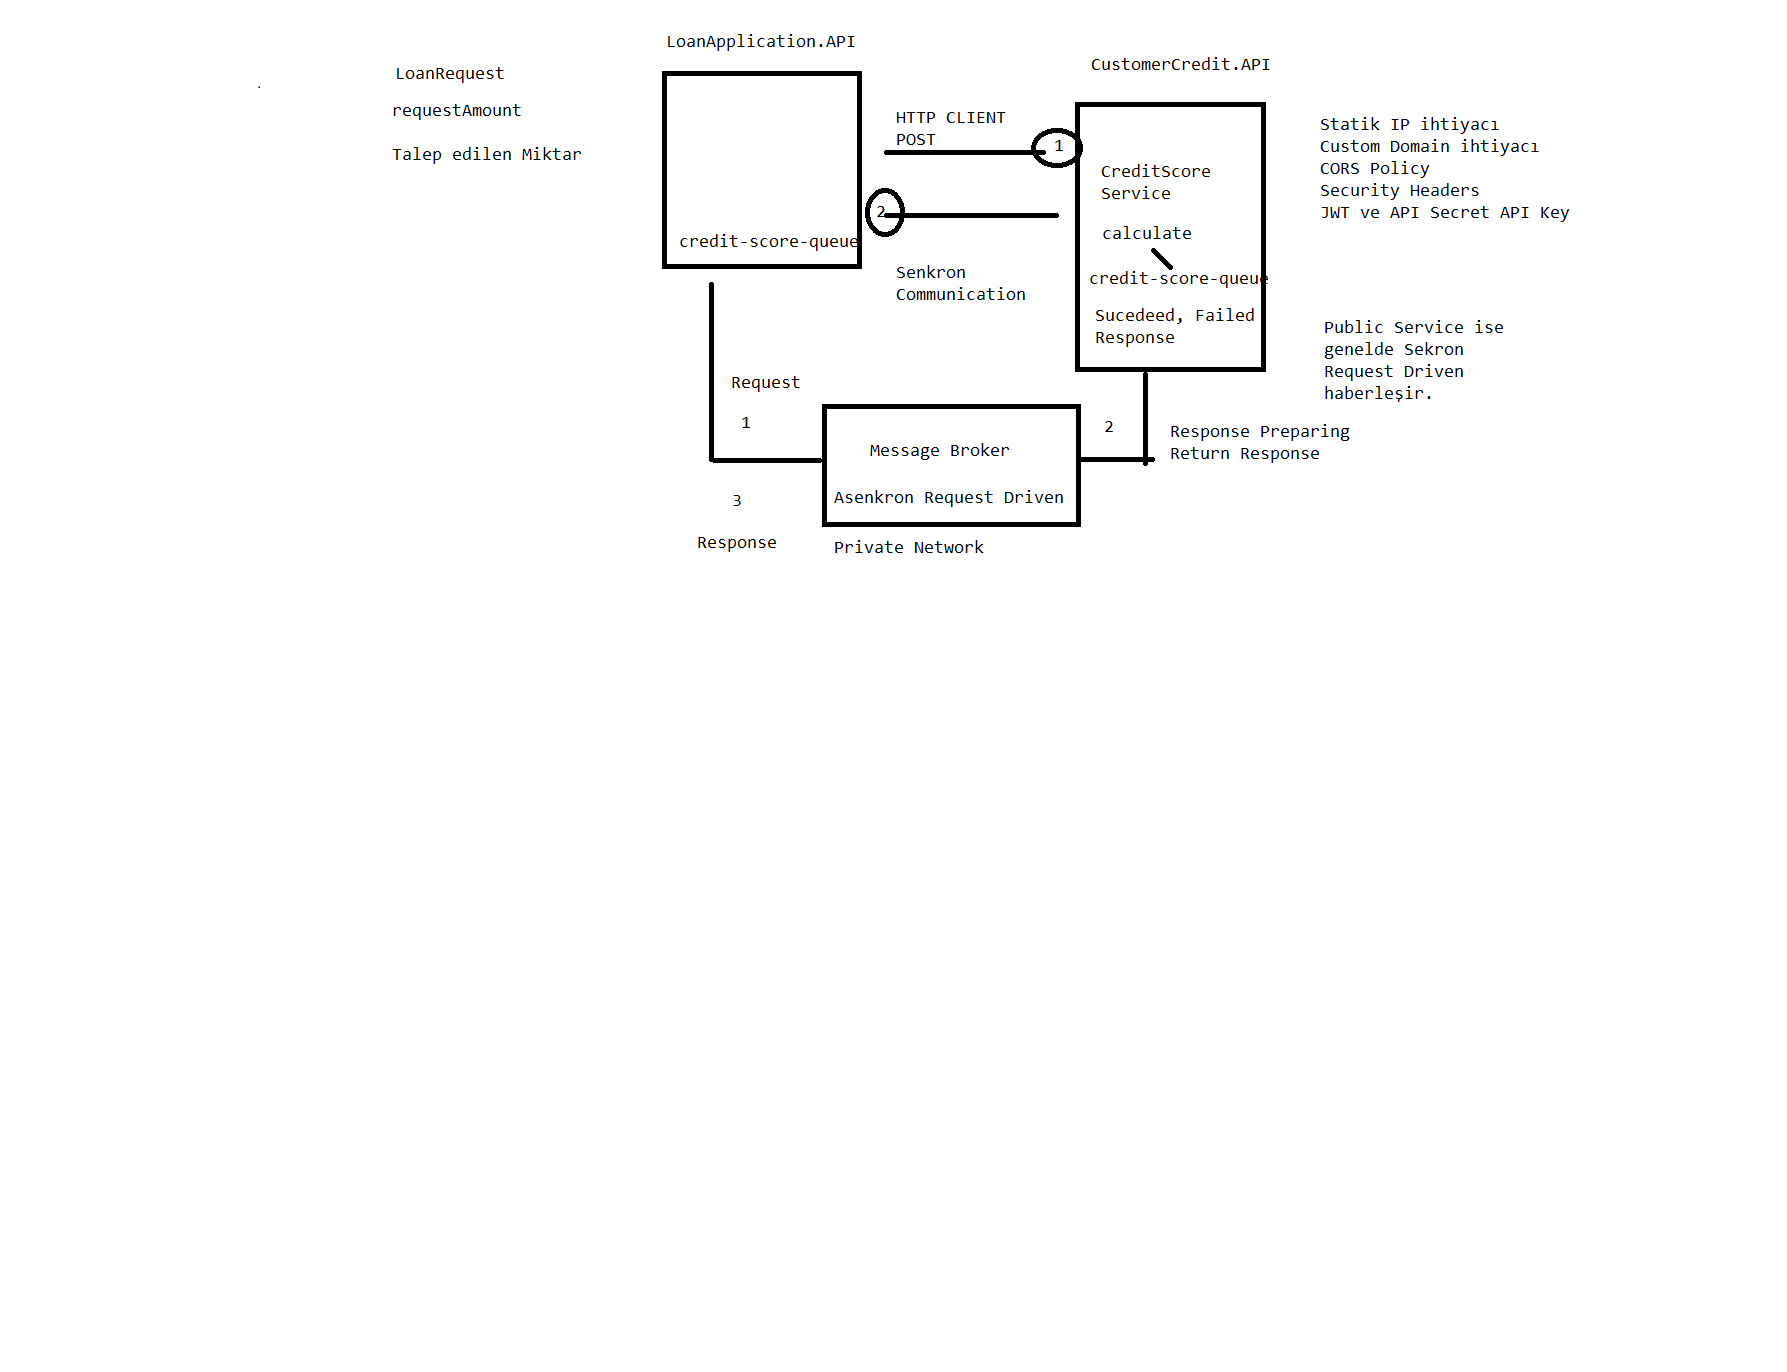 LoanApplication.API
LoanRequest
requestAmount
Talep edilen Miktar
credit-score-queue
HTTP CLIENT
POST
1
2
Senkron
Communication
CustomerCredit.API
CreditScore
Service
calculate
credit-score-queue
Sucedeed, Failed
Response
Statik IP ihtiyacı
Custom Domain ihtiyacı
CORS Policy
Security Headers
JWT ve API Secret API Key
Public Service ise
genelde Sekron
Request Driven
haberleşir.
Request
1
3
Response
Message Broker
Asenkron Request Driven
Private Network
2
Response Preparing
Return Response